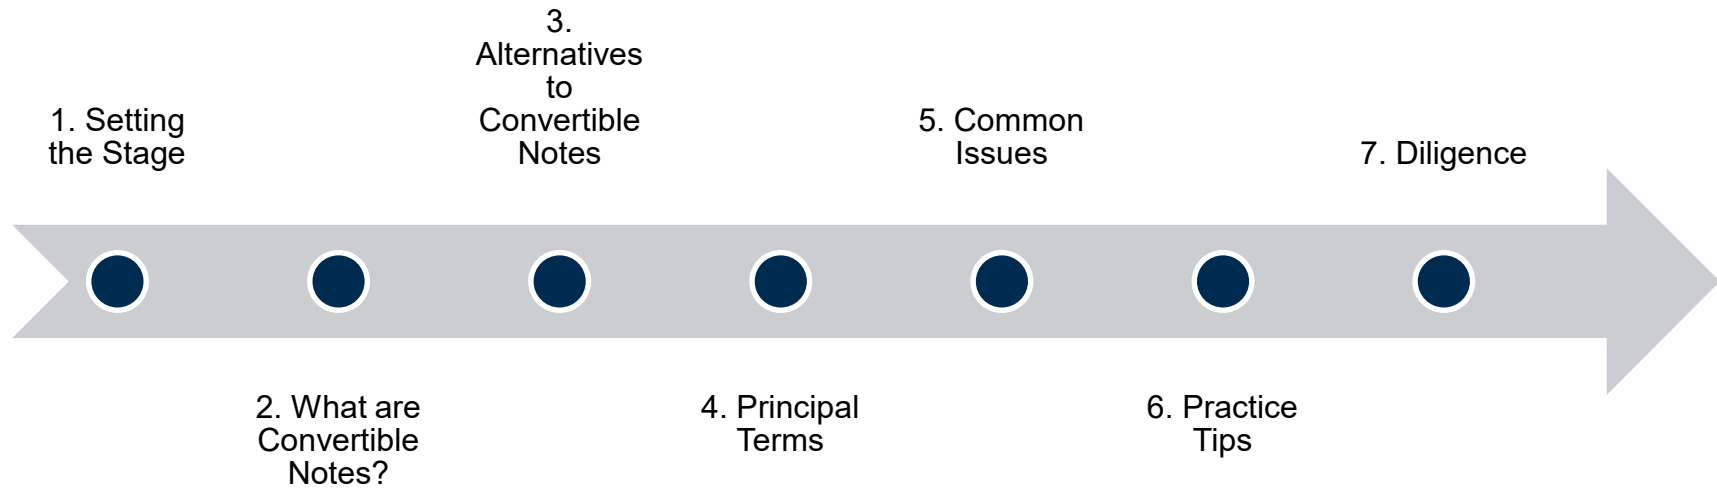 1. Setting
the Stage
2. What are
Convertible
Notes?
3.
Alternatives
to
Convertible
Notes
4. Principal
Terms
5. Common
Issues
6. Practice
Tips
7. Diligence